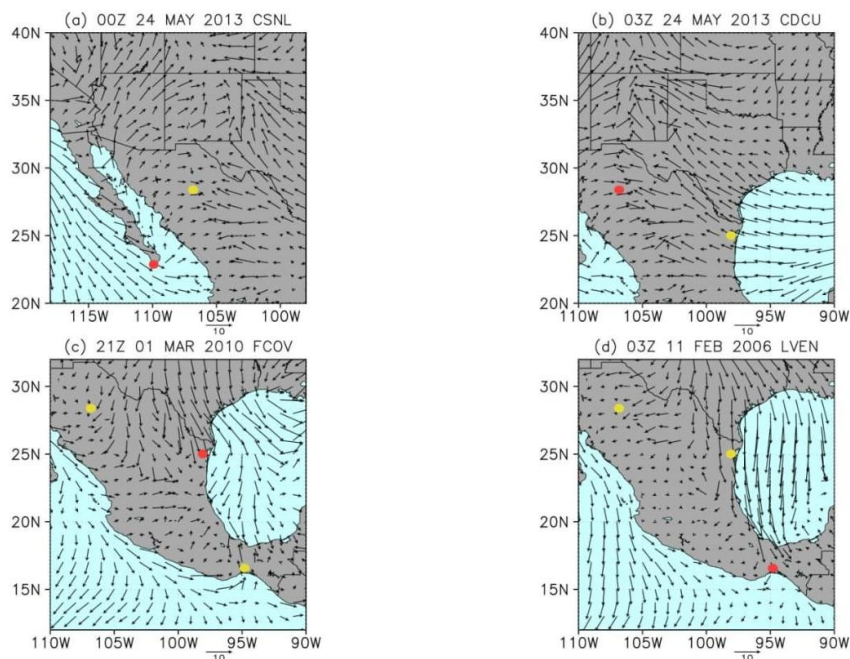 (a) 00Z 24 MAY 2013 CSNL
(b) 03Z 24 MAY 2013 CDCU
40N
35N
30N
25N
20N
115W 110W 105W 100W
10
40N
35N
30N
25N
20N
110W 105W 100W 95W 90W
10
(c) 21Z 01 MAR 2010 FCOV
(d) 03Z 11 FEB 2006 LVEN
30N
25N
20N
15N
110W 105W 100W 95W 90W
10
30N
25N
20N
15N
110W 105W 100W 95W 90W
10